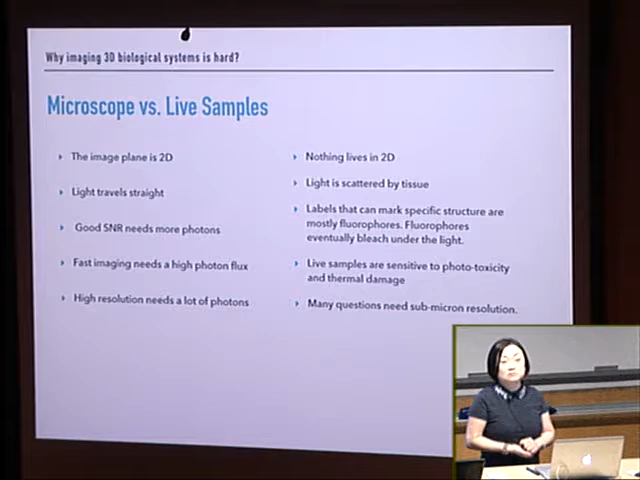 Why imaging 3D biological systems is hard?
Microscope vs. Live Samples
The image plane is 2D
Light travels straight
Good SNR needs more photons
Fast imaging needs a high photon flux
High resolution needs a lot of photons
Nothing lives in 2D
Light is scattered by tissue
Labels that can mark specific structure are
mostly fluorophores. Fluorophores
eventually bleach under the light.
Live samples are sensitive to photo-toxicity
and thermal damage
Many questions need sub-micron resolution.